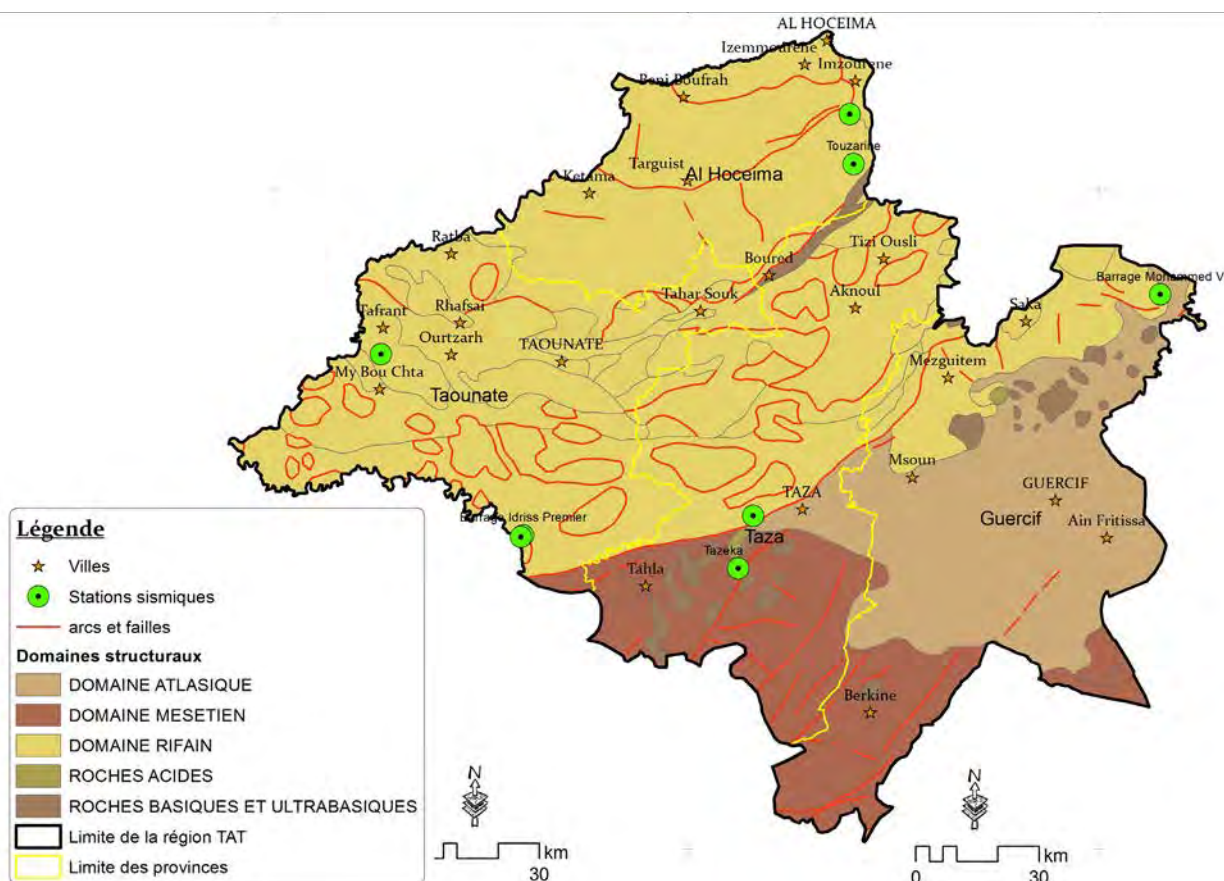 AL HOCEIMA
Izemmourene
Imzourene
Beni Boufrah
Touzarine
Targuist
Al Hoceima
Ketama
Ratba
Tizi Ousli
Boured
Barrage Mohammed V
Tahar Souk
Aknoul
Saka
Rhafsai
Tafrant
Ourtzarh
TAOUNATE
My Bou Chta
Mezguitem
Taounate
Msoun
GUERCIF
TAZA
Barrage Idriss Premier
Guercif
Taza
Ain Fritissa
Tazeka
Tahla
Berkine
Légende
Villes
Stations sismiques
arcs et failles
Domaines structuraux
DOMAINE ATLASIQUE
DOMAINE MESETIEN
DOMAINE RIFAIN
ROCHES ACIDES
ROCHES BASIQUES ET ULTRABASIQUES
Limite de la région TAT
Limite des provinces
N
km
30
N
km
0 30